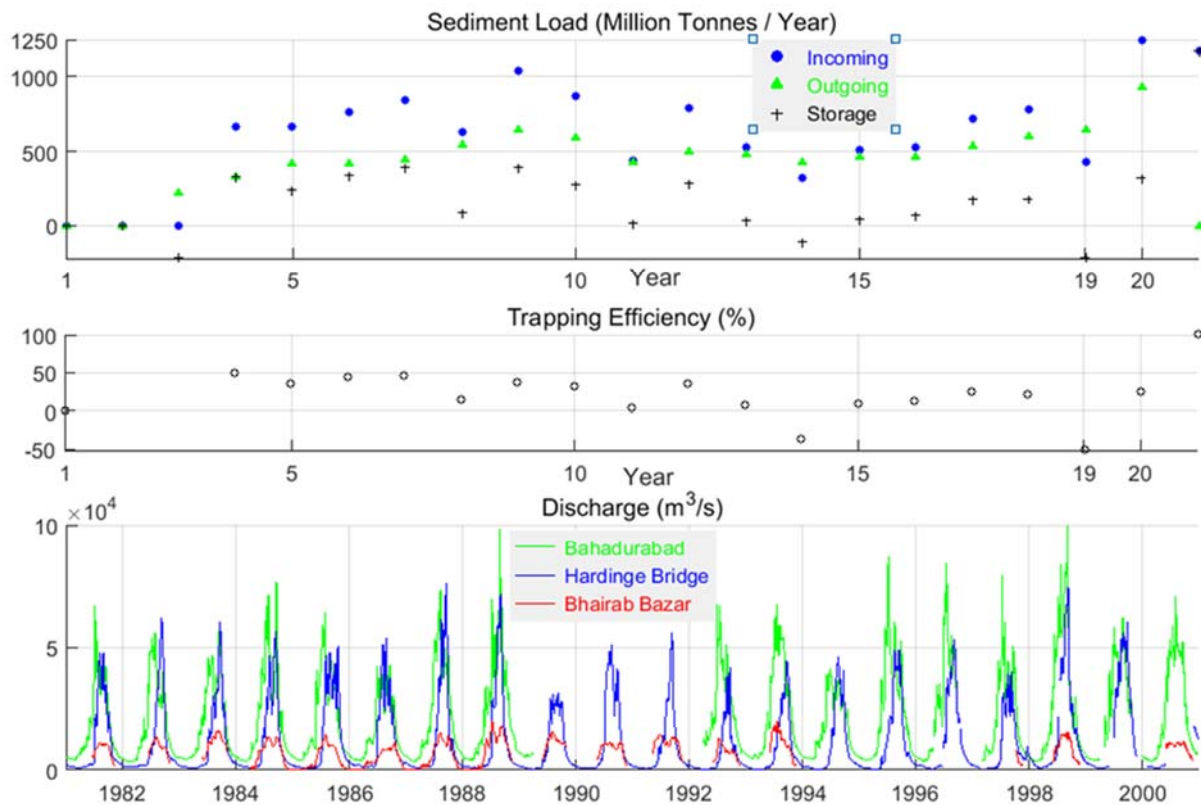 Sediment Load (Million Tonnes / Year)
1250
1000
500
0
Incoming
Outgoing
Storage
1 5 10 15 19 20
Year
Trapping Efficiency (%)
100
50
0
-50
1 5 10 15 19 20
Year
Discharge (m³/s)
× 10⁴
10
5
0
Bahadurabad
Hardinge Bridge
Bhairab Bazar
1982 1984 1986 1988 1990 1992 1994 1996 1998 2000